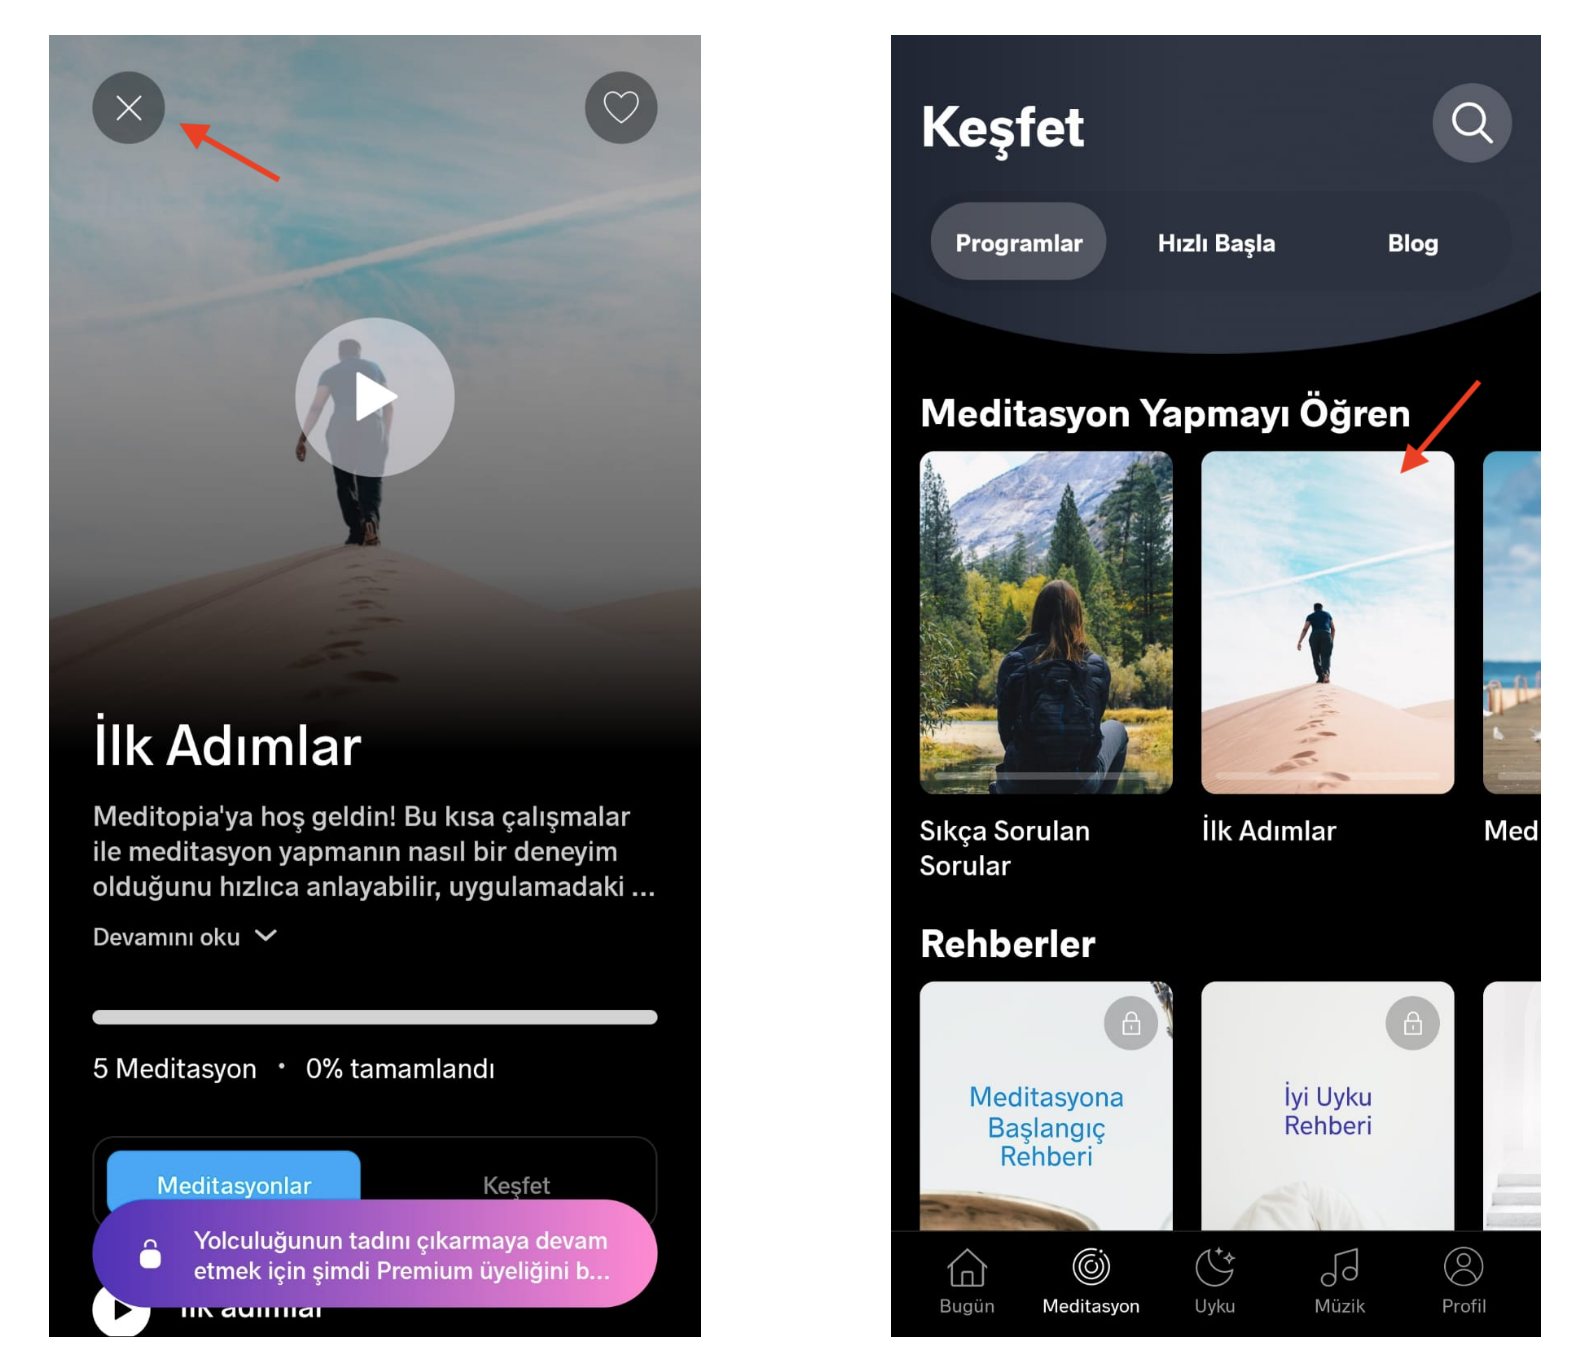 İlk Adımlar
Meditopia'ya hoş geldin! Bu kısa çalışmalar
ile meditasyon yapmanın nasıl bir deneyim
olduğunu hızlıca anlayabilir, uygulamadaki ...
Devamını oku
5 Meditasyon • 0% tamamlandı
Meditasyonlar
Keşfet
Yolculuğunun tadını çıkarmaya devam
etmek için şimdi Premium üyeliğini b...
İlk adımlar
Keşfet
Programlar
Hızlı Başla
Blog
Meditasyon Yapmayı Öğren
Sıkça Sorulan
Sorular
İlk Adımlar
Med
Rehberler
Meditasyona
Başlangıç
Rehberi
İyi Uyku
Rehberi
Bugün
Meditasyon
Uyku
Müzik
Profil